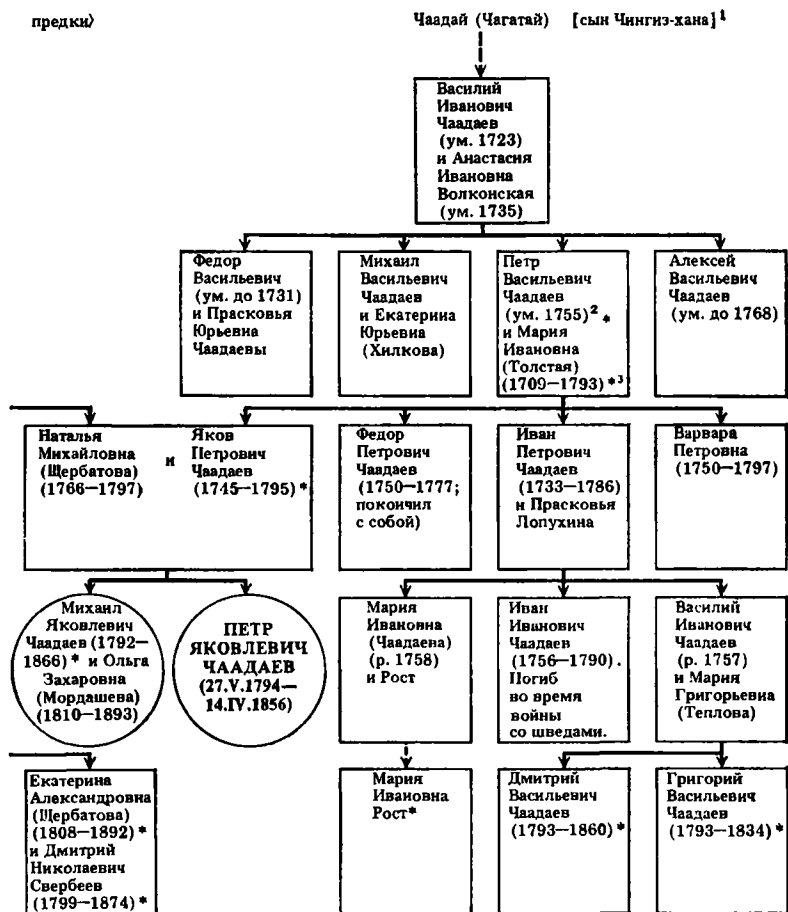 предки⟩
Чаадай (Чагатай) [сын Чингиз-хана] 1
Василий
Иванович
Чаадаев
(ум. 1723)
и Анастасия
Ивановна
Волконская
(ум. 1735)
Федор
Васильевич
(ум. до 1731)
и Прасковья
Юрьевна
Чаадаевы
Михаил
Васильевич
Чаадаев
и Екатерина
Юрьевна
(Хилкова)
Петр
Васильевич
Чаадаев
(ум. 1755)2 *
и Мария
Ивановна
(Толстая)
(1709—1793) *3
Алексей
Васильевич
Чаадаев
(ум. до 1768)
Наталья
Михайловна
(Щербатова)
(1766—1797)
и
Яков
Петрович
Чаадаев
(1745—1795) *
Федор
Петрович
Чаадаев
(1750—1777;
покончил
с собой)
Иван
Петрович
Чаадаев
(1733—1786)
и Прасковья
Лопухина
Варвара
Петровна
(1750—1797)
Михаил
Яковлевич
Чаадаев (1792—
1866) * и Ольга
Захаровна
(Мордашева)
(1810—1893)
ПЕТР
ЯКОВЛЕВИЧ
ЧААДАЕВ
(27.V.1794—
14.IV.1856)
Мария
Ивановна
(Чаадаена)
(р. 1758)
и Рост
Иван
Иванович
Чаадаев
(1756—1790).
Погиб
во время
войны
со шведами.
Василий
Иванович
Чаадаев
(р. 1757)
и Мария
Григорьевна
(Теплова)
Екатерина
Александровна
(Щербатова)
(1808—1892) *
и Дмитрий
Николаевич
Свербеев
(1799—1874) *
Мария
Ивановна
Рост*
Дмитрий
Васильевич
Чаадаев
(1793—1860) *
Григорий
Васильевич
Чаадаев
(1793—1834) *